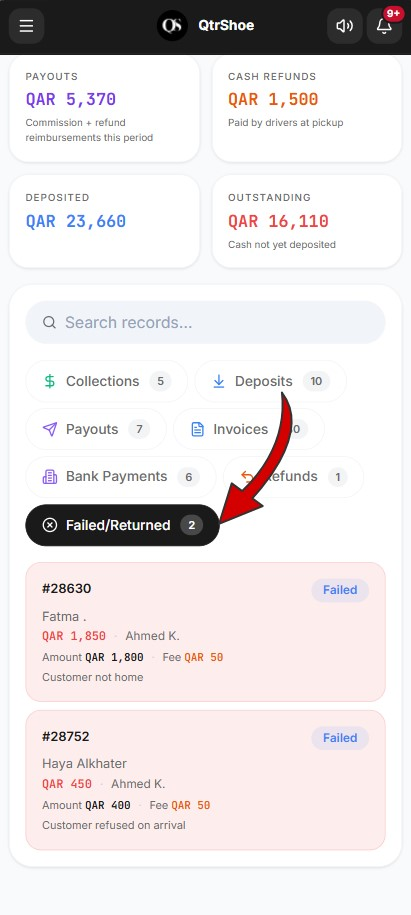 9+
QS QtrShoe
PAYOUTS
QAR 5,370
Commission + refund
reimbursements this period
CASH REFUNDS
QAR 1,500
Paid by drivers at pickup
DEPOSITED
QAR 23,660
OUTSTANDING
QAR 16,110
Cash not yet deposited
Search records...
Collections 5
Deposits 10
Payouts 7
Invoices
Bank Payments 6
1
Failed/Returned 2
#28630
Failed
Fatma .
QAR 1,850 · Ahmed K.
Amount QAR 1,800 · Fee QAR 50
Customer not home
#28752
Failed
Haya Alkhater
QAR 450 · Ahmed K.
Amount QAR 400 · Fee QAR 50
Customer refused on arrival